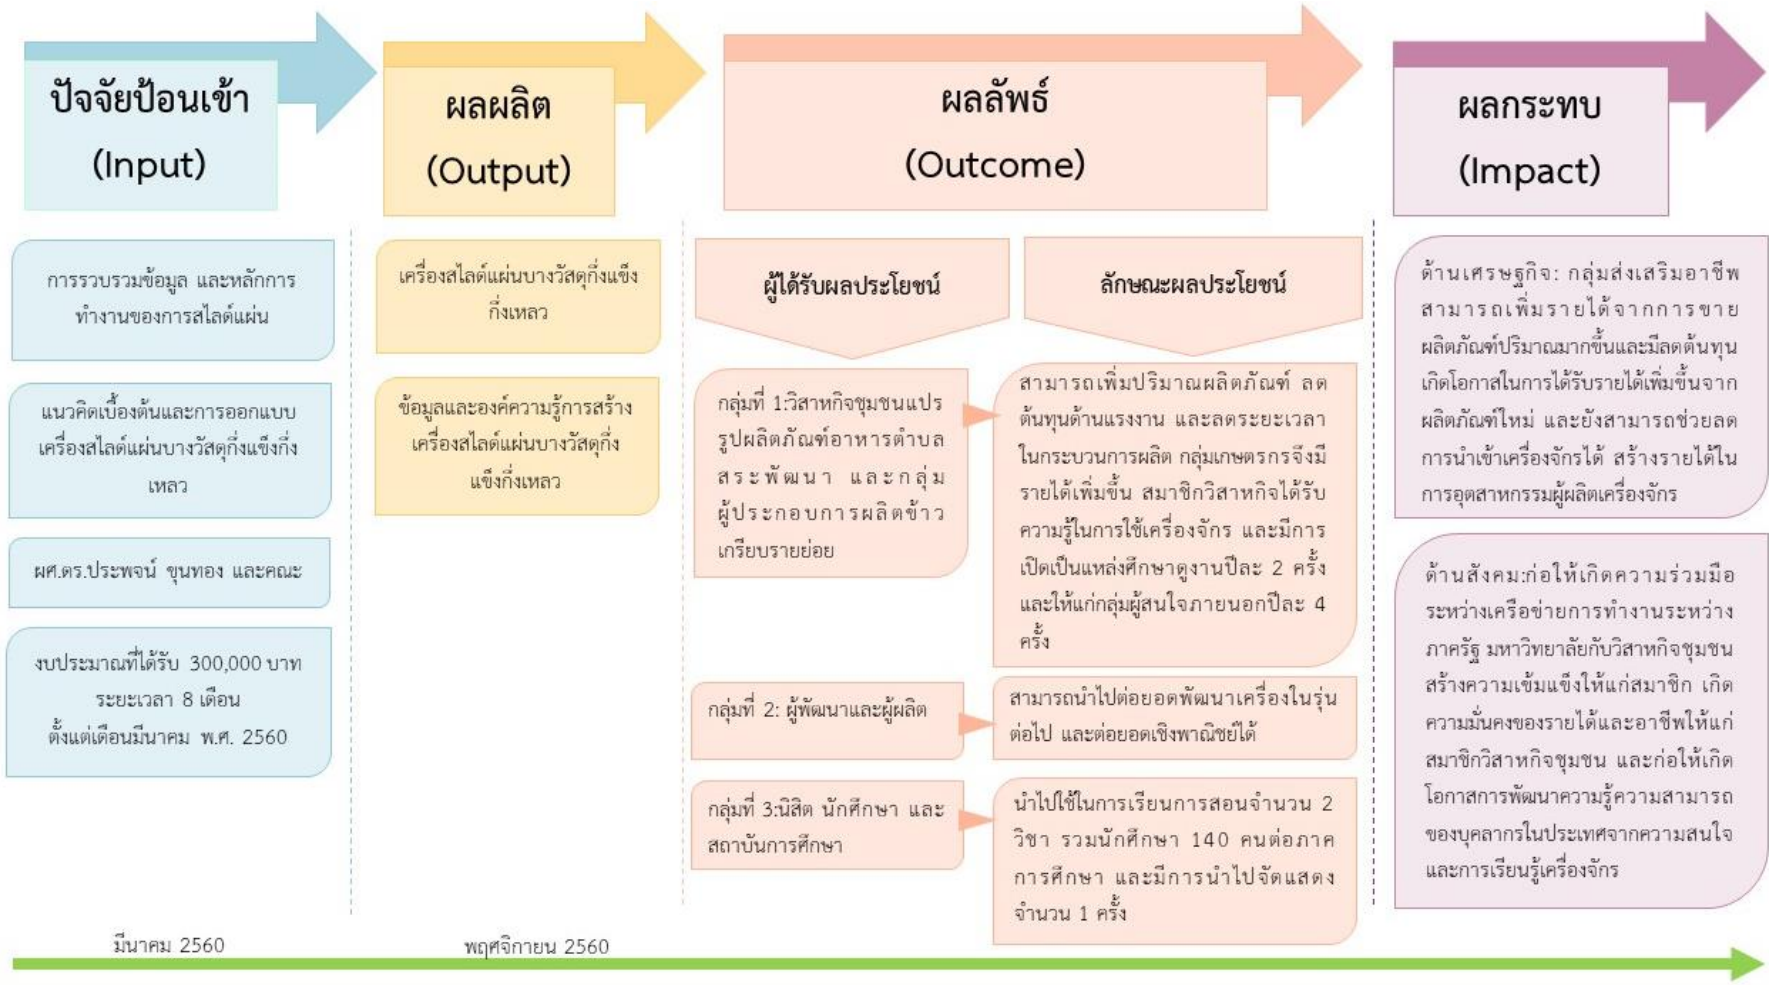 ปัจจัยป้อนเข้า
(Input)
ผลผลิต
(Output)
ผลลัพธ์
(Outcome)
ผลกระทบ
(Impact)
การรวบรวมข้อมูล และหลักการ
ทำงานของการสไลด์แผ่น
แนวคิดเบื้องต้นและการออกแบบ
เครื่องสไลด์แผ่นบางวัสดุกึ่งแข็งกึ่ง
เหลว
ผศ.ดร.ประพจน์ ขุนทอง และคณะ
งบประมาณที่ได้รับ 300,000 บาท
ระยะเวลา 8 เดือน
ตั้งแต่เดือนมีนาคม พ.ศ. 2560
เครื่องสไลด์แผ่นบางวัสดุกึ่งแข็ง
กึ่งเหลว
ข้อมูลและองค์ความรู้การสร้าง
เครื่องสไลด์แผ่นบางวัสดุกึ่ง
แข็งกึ่งเหลว
ผู้ได้รับผลประโยชน์
กลุ่มที่ 1:วิสาหกิจชุมชนแปร
รูปผลิตภัณฑ์อาหารตำบล
สระพัฒนา และกลุ่ม
ผู้ประกอบการผลิตข้าว
เกรียบรายย่อย
กลุ่มที่ 2: ผู้พัฒนาและผู้ผลิต
กลุ่มที่ 3:นิสิต นักศึกษา และ
สถาบันการศึกษา
ลักษณะผลประโยชน์
สามารถเพิ่มปริมาณผลิตภัณฑ์ ลด
ต้นทุนด้านแรงงาน และลดระยะเวลา
ในกระบวนการผลิต กลุ่มเกษตรกรจึงมี
รายได้เพิ่มขึ้น สมาชิกวิสาหกิจได้รับ
ความรู้ในการใช้เครื่องจักร และมีการ
เปิดเป็นแหล่งศึกษาดูงานปีละ 2 ครั้ง
และให้แก่กลุ่มผู้สนใจภายนอกปีละ 4
ครั้ง
สามารถนำไปต่อยอดพัฒนาเครื่องในรุ่น
ต่อไป และต่อยอดเชิงพาณิชย์ได้
นำไปใช้ในการเรียนการสอนจำนวน 2
วิชา รวมนักศึกษา 140 คนต่อภาค
การศึกษา และมีการนำไปจัดแสดง
จำนวน 1 ครั้ง
ด้านเศรษฐกิจ: กลุ่มส่งเสริมอาชีพ
สามารถเพิ่มรายได้จากการขาย
ผลิตภัณฑ์ปริมาณมากขึ้นและมีลดต้นทุน
เกิดโอกาสในการได้รับรายได้เพิ่มขึ้นจาก
ผลิตภัณฑ์ใหม่ และยังสามารถช่วยลด
การนำเข้าเครื่องจักรได้ สร้างรายได้ใน
การอุตสาหกรรมผู้ผลิตเครื่องจักร
ด้านสังคม:ก่อให้เกิดความร่วมมือ
ระหว่างเครือข่ายการทำงานระหว่าง
ภาครัฐ มหาวิทยาลัยกับวิสาหกิจชุมชน
สร้างความเข้มแข็งให้แก่สมาชิก เกิด
ความมั่นคงของรายได้และอาชีพให้แก่
สมาชิกวิสาหกิจชุมชน และก่อให้เกิด
โอกาสการพัฒนาความรู้ความสามารถ
ของบุคลากรในประเทศจากความสนใจ
และการเรียนรู้เครื่องจักร
มีนาคม 2560
พฤศจิกายน 2560